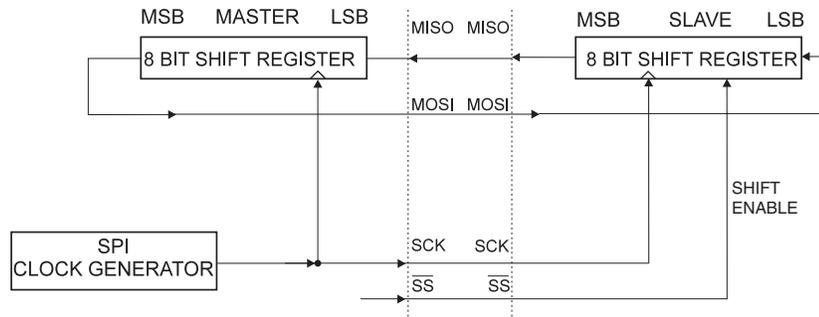 MSB MASTER LSB
MISO MISO
MSB SLAVE LSB
8 BIT SHIFT REGISTER
8 BIT SHIFT REGISTER
MOSI MOSI
SHIFT
ENABLE
SPI
CLOCK GENERATOR
SCK SCK
SS SS